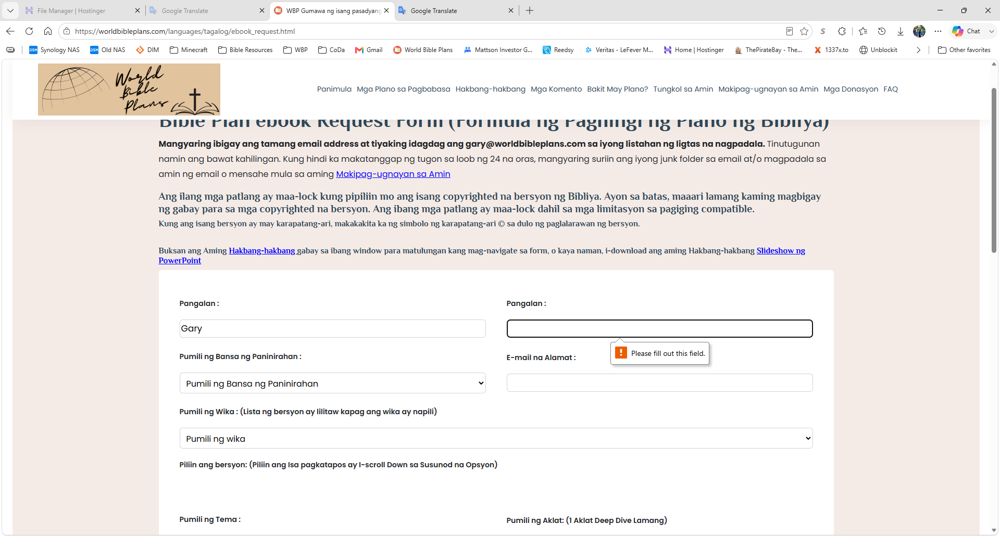 File Manager | Hostinger
Google Translate
WBP Gumawa ng isang pasadyang
Google Translate
https://worldbibleplans.com/languages/tagalog/ebook_request.html
Chat
Synology NAS
Old NAS
DIM
Minecraft
Bible Resources
WBP
CoDa
Gmail
World Bible Plans
Mattson Investor G...
Reedsy
Veritas - LeFever M...
Home | Hostinger
ThePirateBay - The...
1337x.to
Unblockit
Other favorites
World
Bible
Plans
Panimula Mga Plano sa Pagbabasa Hakbang-hakbang Mga Komento Bakit May Plano? Tungkol sa Amin Makipag-ugnayan sa Amin Mga Donasyon FAQ
Bible Plan ebook Request Form (Formula ng Paghingi ng Plano ng Bibliya)
Mangyaring ibigay ang tamang email address at tiyaking idagdag ang gary@worldbibleplans.com sa iyong listahan ng ligtas na nagpadala. Tinutugunan
namin ang bawat kahilingan. Kung hindi ka makatanggap ng tugon sa loob ng 24 na oras, mangyaring suriin ang iyong junk folder sa email at/o magpadala sa
amin ng email o mensahe mula sa aming Makipag-ugnayan sa Amin
Ang ilang mga patlang ay maa-lock kung pipiliin mo ang isang copyrighted na bersyon ng Bibliya. Ayon sa batas, maaari lamang kaming magbigay
ng gabay para sa mga copyrighted na bersyon. Ang ibang mga patlang ay maa-lock dahil sa mga limitasyon sa pagiging compatible.
Kung ang isang bersyon ay may karapatang-ari, makakakita ka ng simbolo ng karapatang-ari © sa dulo ng paglalarawan ng bersyon.
Buksan ang Aming Hakbang-hakbang gabay sa ibang window para matulungan kang mag-navigate sa form, o kaya naman, i-download ang aming Hakbang-hakbang Slideshow ng
PowerPoint
Pangalan :
Pangalan :
Gary
Please fill out this field.
Pumili ng Bansa ng Paninirahan :
E-mail na Alamat :
Pumili ng Bansa ng Paninirahan
Pumili ng Wika : (Lista ng bersyon ay lilitaw kapag ang wika ay napili)
Pumili ng wika
Piliin ang bersyon: (Piliin ang Isa pagkatapos ay I-scroll Down sa Susunod na Opsyon)
Pumili ng Tema :
Pumili ng Aklat: (1 Aklat Deep Dive Lamang)